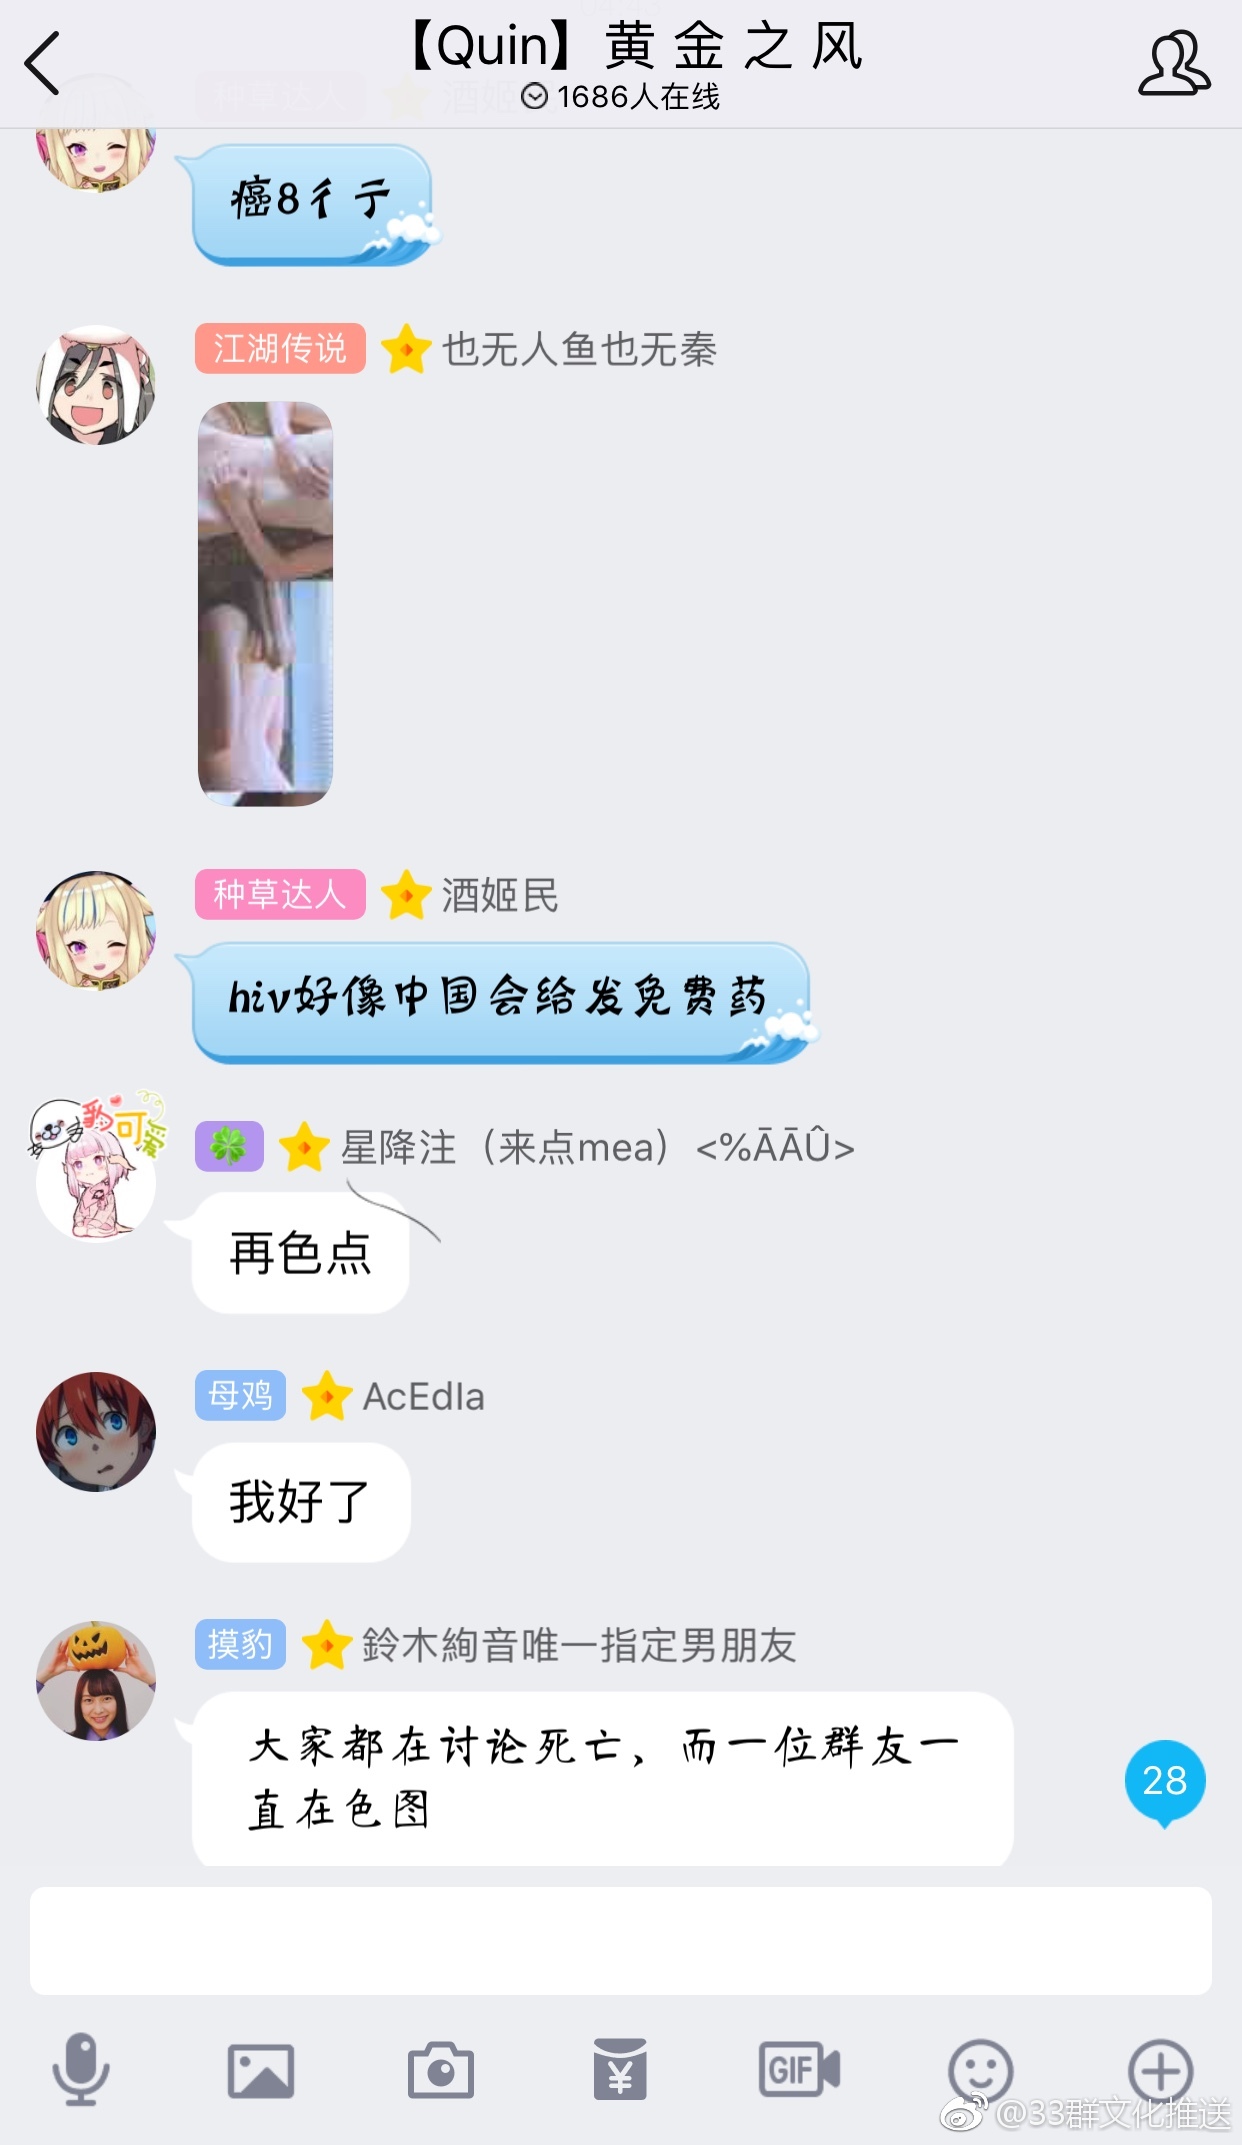 【Quin】黄金之风
1686人在线
种草达人 酒姬民
癌8彳亍
江湖传说 也无人鱼也无秦
种草达人 酒姬民
hiv好像中国会给发免费药
豹可爱
星降注（来点mea）<%ĀĀÛ>
再色点
母鸡 AcEdIa
我好了
摸豹 鈴木絢音唯一指定男朋友
大家都在讨论死亡，而一位群友一
直在色图
28
GIF
@33群文化推送